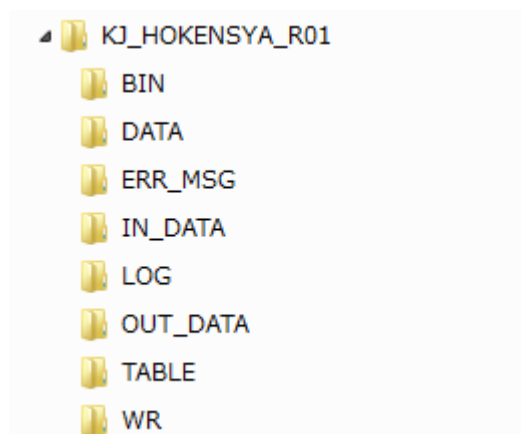 KJ_HOKENSYA_R01
BIN
DATA
ERR_MSG
IN_DATA
LOG
OUT_DATA
TABLE
WR